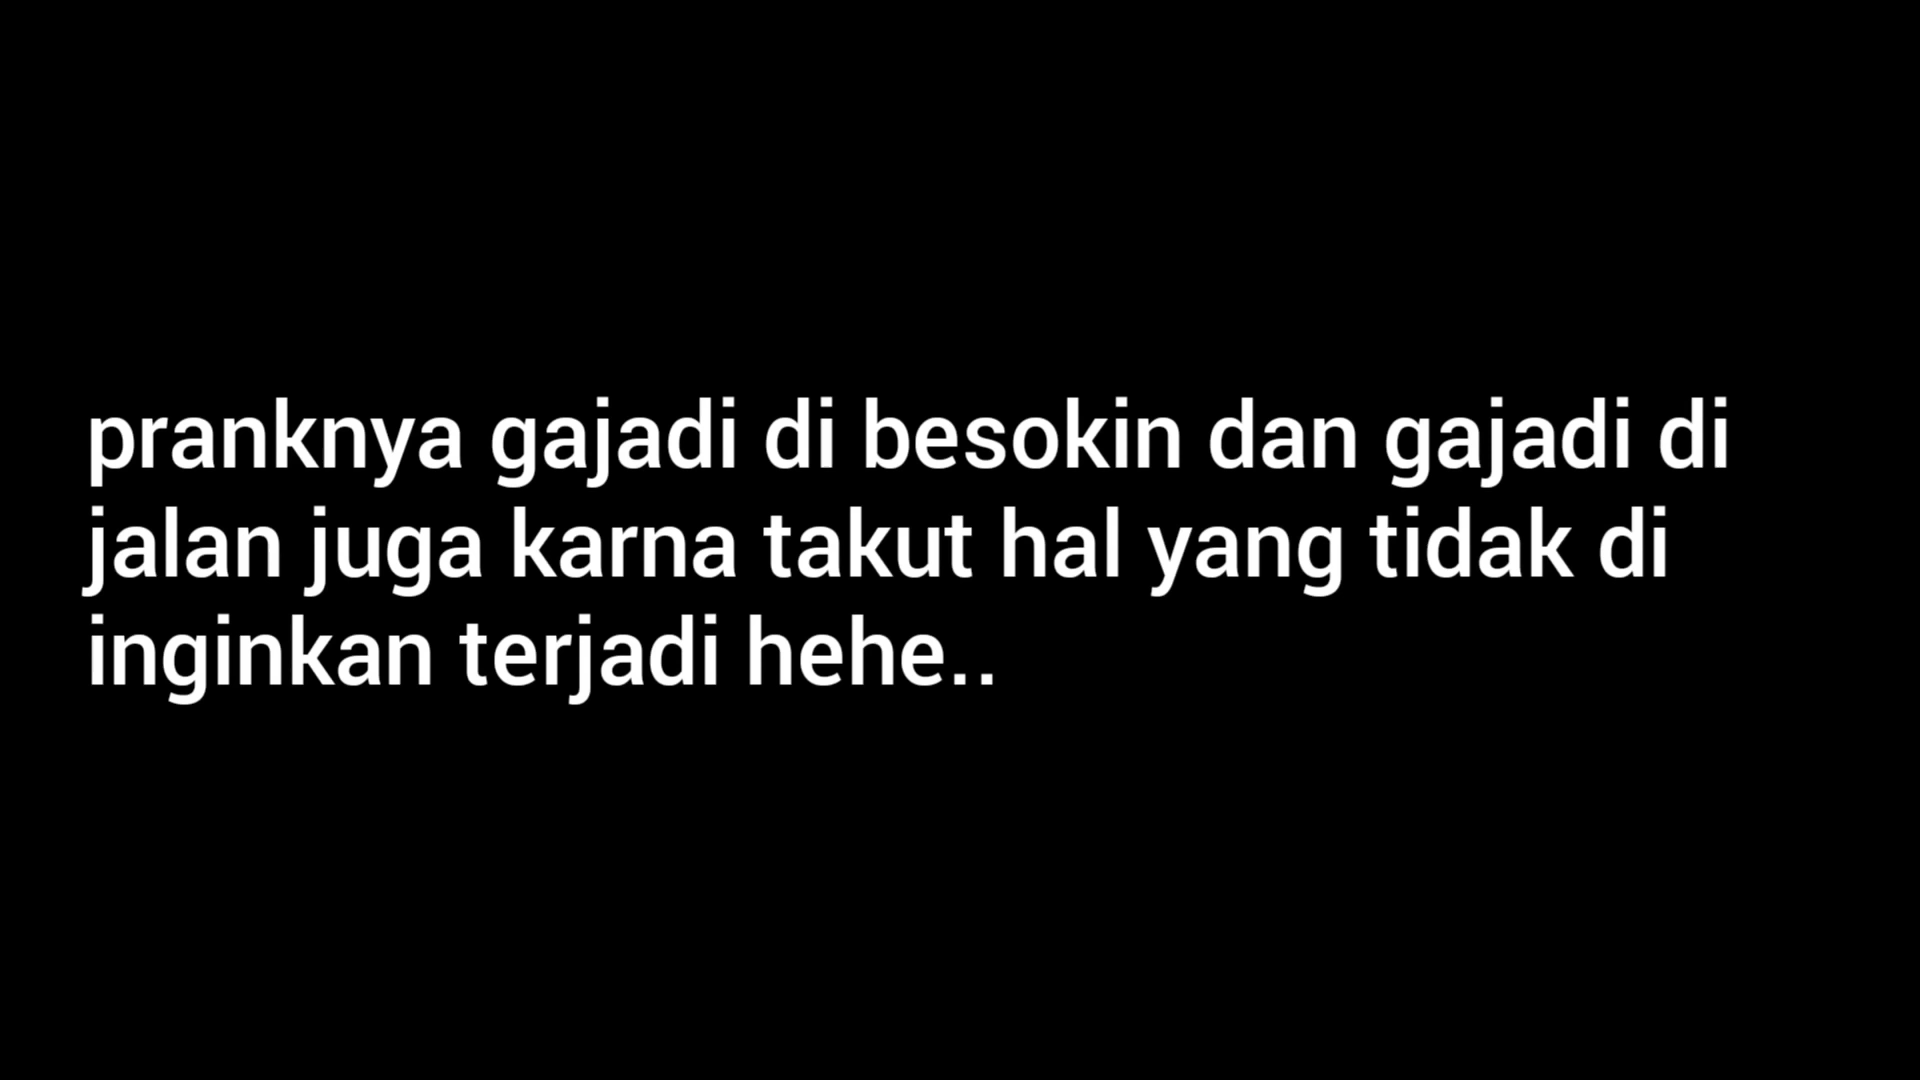 pranknya gajadi di besokin dan gajadi di
jalan juga karna takut hal yang tidak di
inginkan terjadi hehe..